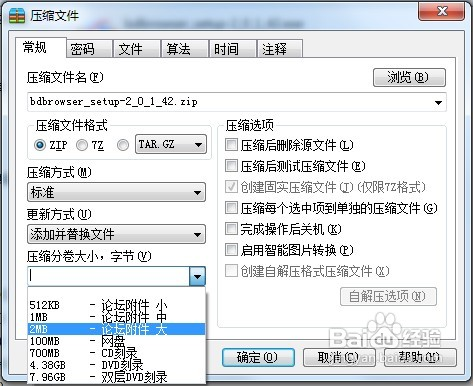 压缩文件
常规 密码 文件 算法 时间 注释
压缩文件名(F) 浏览(B)
bdbrowser_setup-2_0_1_42.zip
压缩文件格式
ZIP 7Z TAR.GZ
压缩方式(M)
标准
更新方式(U)
添加并替换文件
压缩分卷大小，字节(V)
512KB - 论坛附件 小
1MB - 论坛附件 中
2MB - 论坛附件 大
100MB - 网盘
700MB - CD刻录
4.38GB - DVD刻录
7.96GB - 双层DVD刻录
压缩选项
压缩后删除源文件(L)
压缩后测试压缩文件(E)
创建固实压缩文件(T)(仅限7Z格式)
压缩每个选中项到单独的压缩文件(G)
完成操作后关机(K)
启用智能图片转换(P)
创建自解压格式压缩文件(X)
自解压选项(N)
确定(O) 取消(C) 帮助(H)
Baidu 经验
jingyan.baidu.com